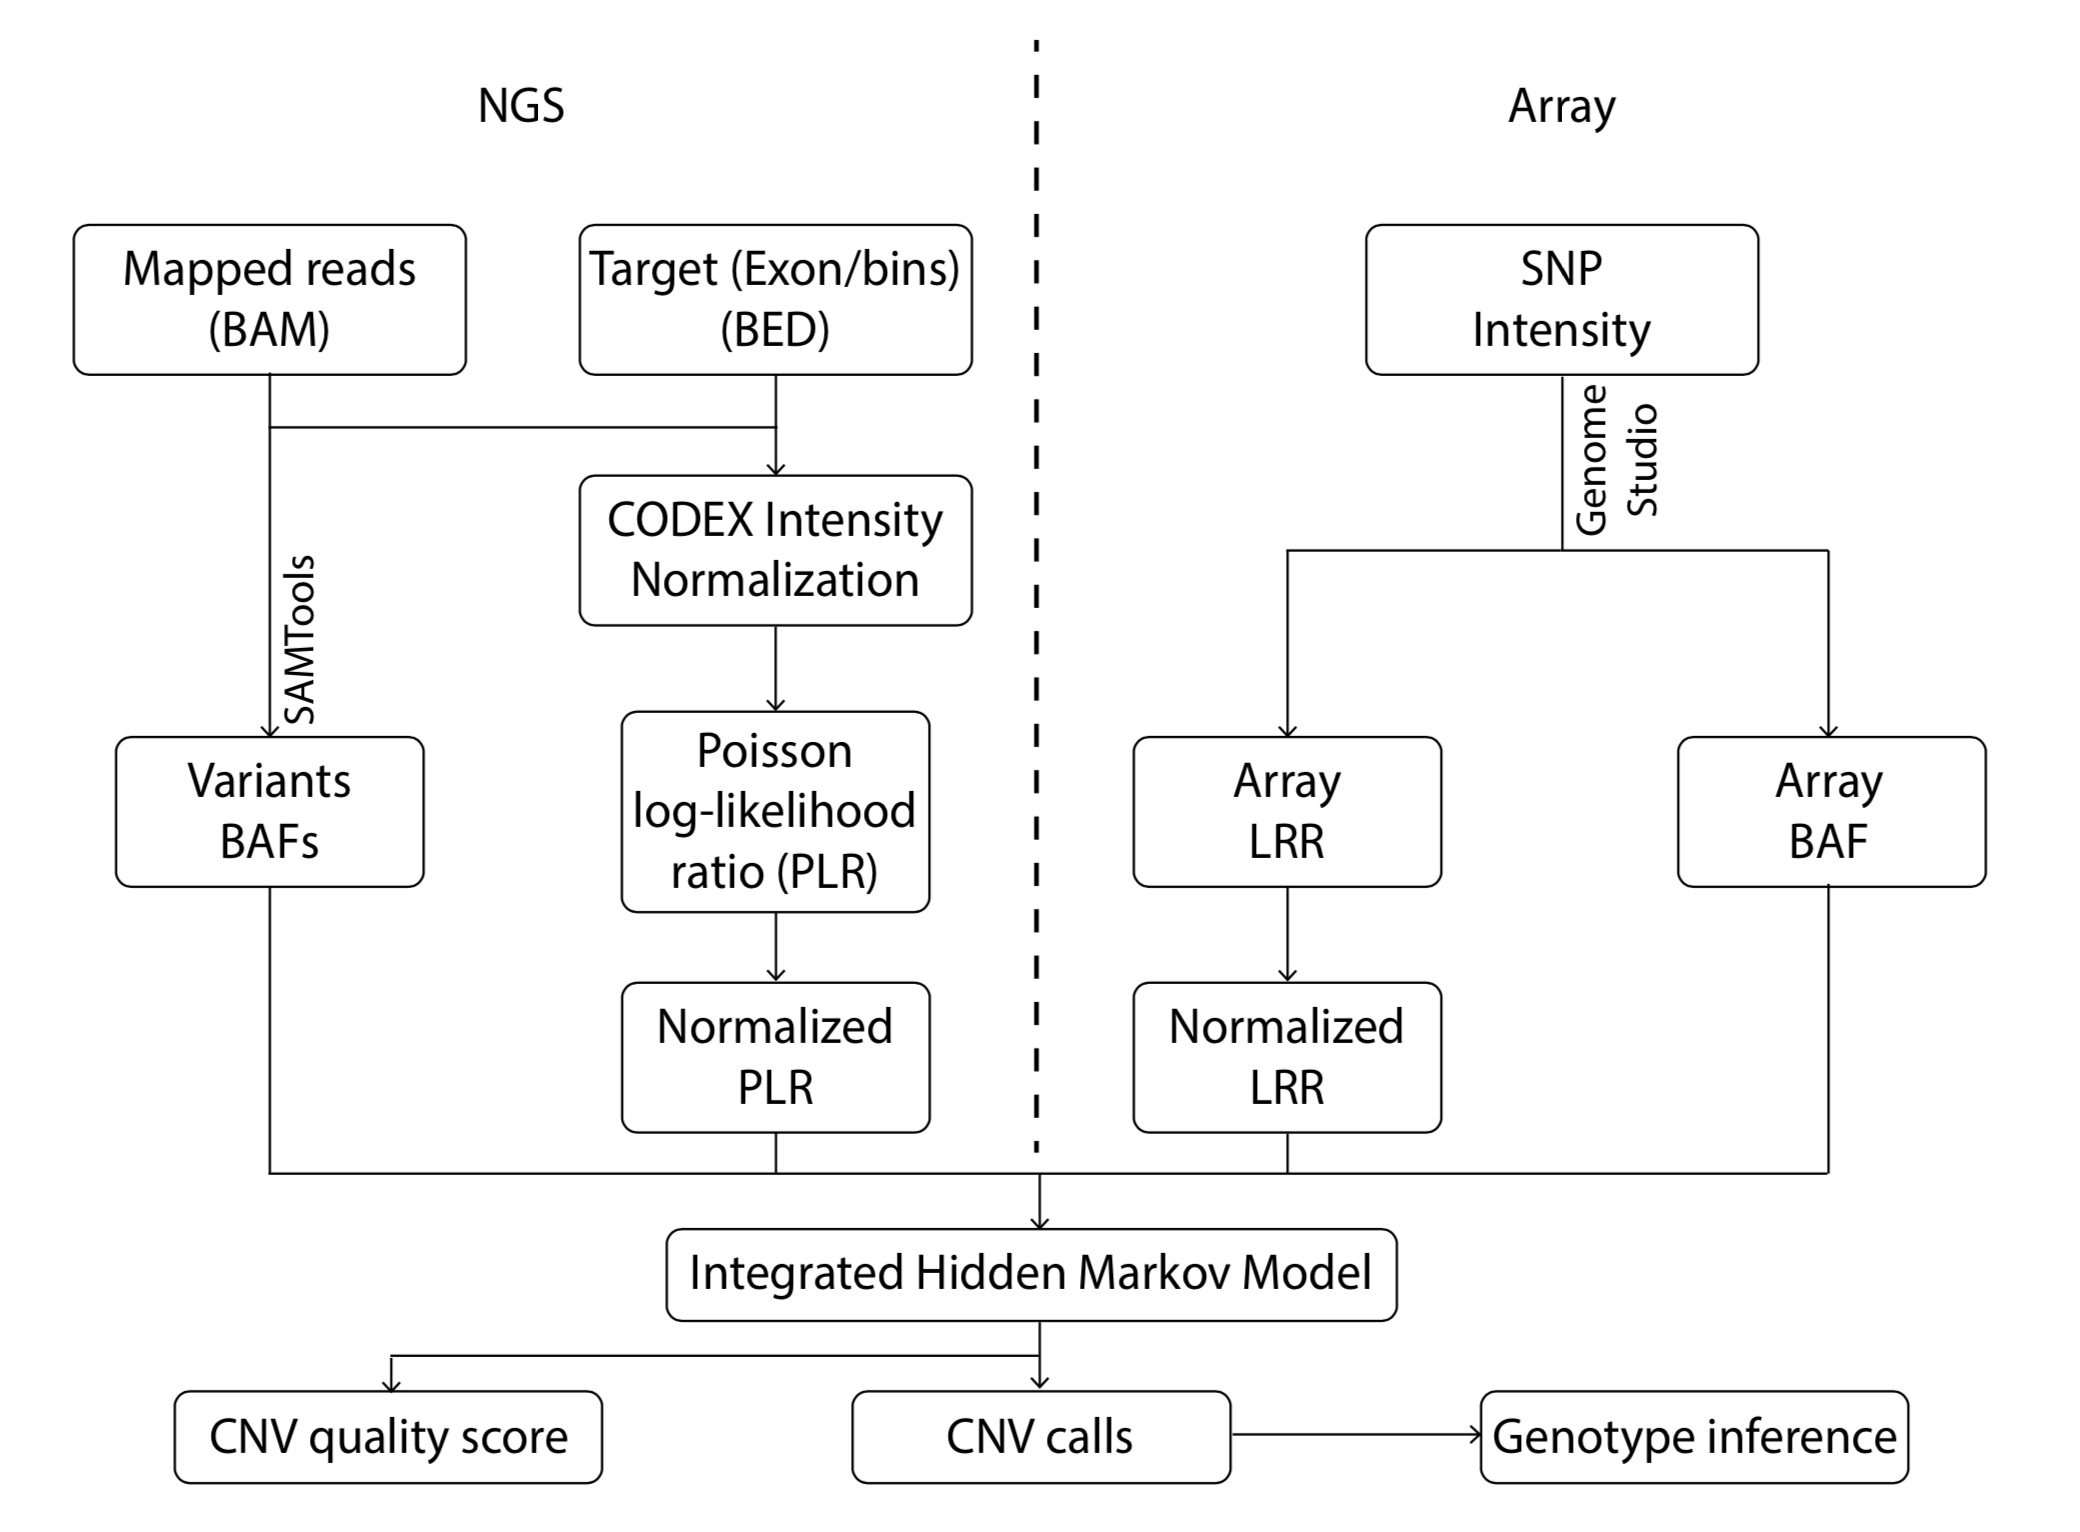 NGS
Array
Mapped reads
(BAM)
Target (Exon/bins)
(BED)
SNP
Intensity
Genome
Studio
CODEX Intensity
Normalization
SAMTools
Variants
BAFs
Poisson
log-likelihood
ratio (PLR)
Array
LRR
Array
BAF
Normalized
PLR
Normalized
LRR
Integrated Hidden Markov Model
CNV quality score
CNV calls
Genotype inference